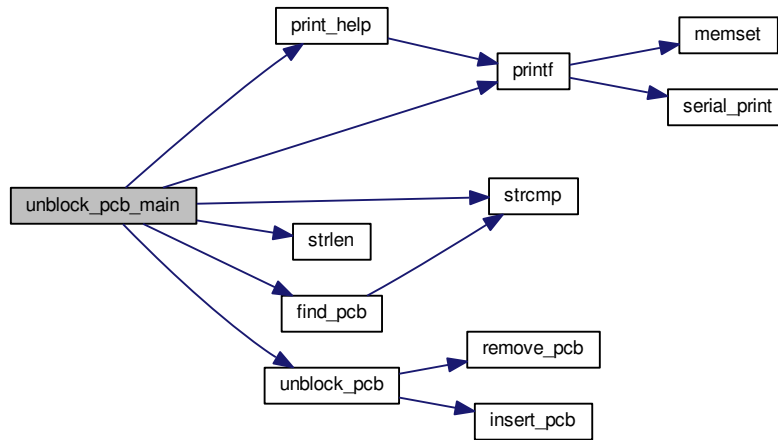 print_help
memset
printf
serial_print
unblock_pcb_main
strcmp
strlen
find_pcb
remove_pcb
unblock_pcb
insert_pcb